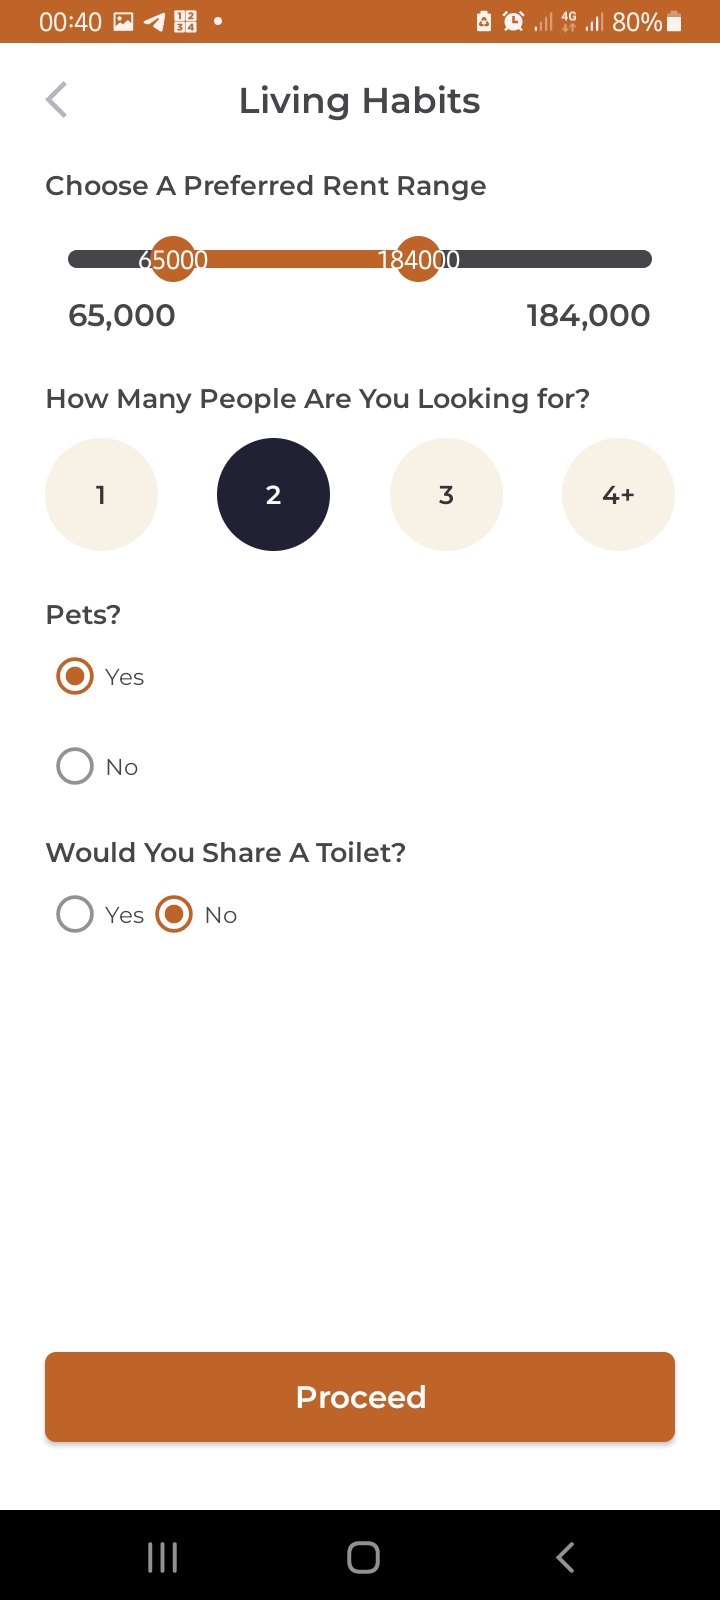 00:40 80%
Living Habits
Choose A Preferred Rent Range
65000 184000
65,000 184,000
How Many People Are You Looking for?
1 2 3 4+
Pets?
Yes
No
Would You Share A Toilet?
Yes No
Proceed